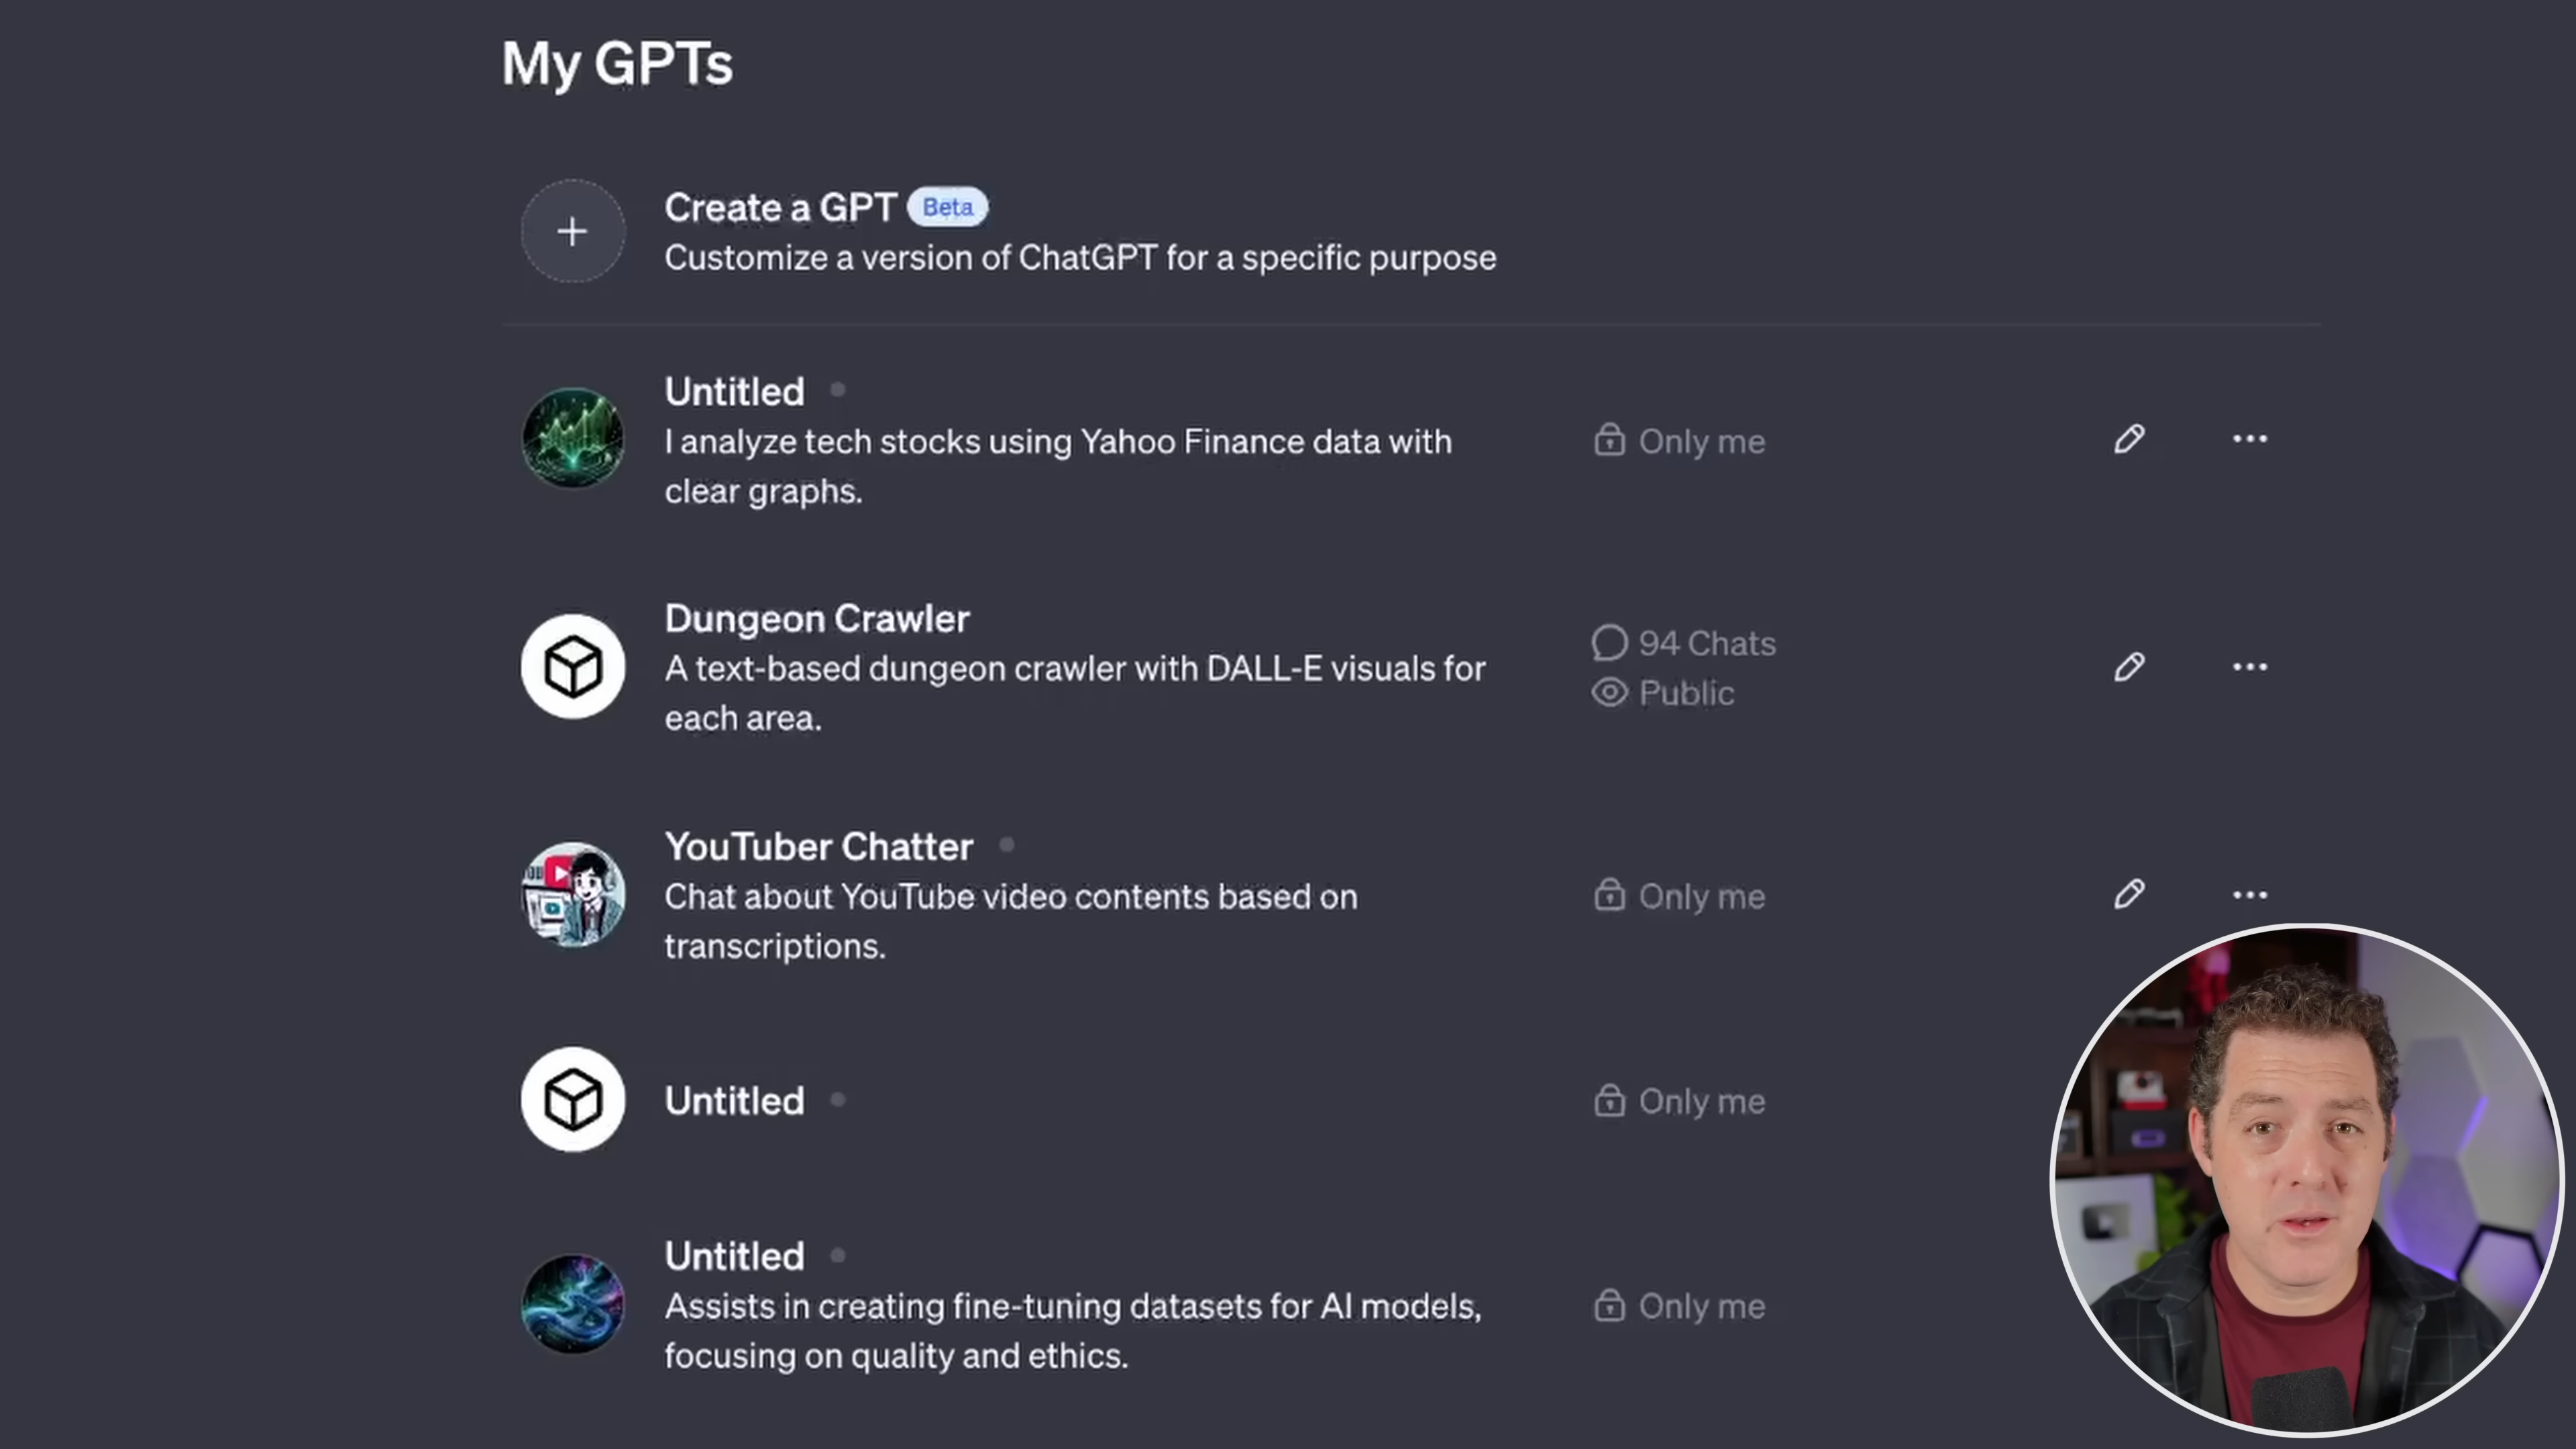 My GPTs
Create a GPT Beta
Customize a version of ChatGPT for a specific purpose
Untitled
I analyze tech stocks using Yahoo Finance data with
clear graphs.
Only me
Dungeon Crawler
A text-based dungeon crawler with DALL-E visuals for
each area.
94 Chats
Public
YouTuber Chatter
Chat about YouTube video contents based on
transcriptions.
Only me
Untitled
Only me
Untitled
Assists in creating fine-tuning datasets for AI models,
focusing on quality and ethics.
Only me